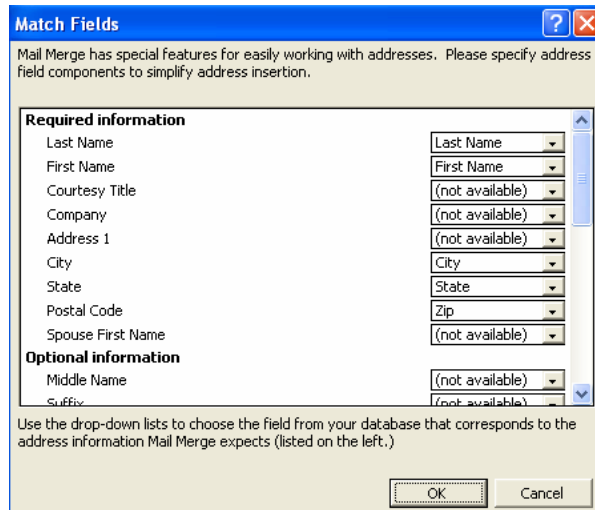 Match Fields
Mail Merge has special features for easily working with addresses. Please specify address
field components to simplify address insertion.
Required information
Last Name Last Name
First Name First Name
Courtesy Title (not available)
Company (not available)
Address 1 (not available)
City City
State State
Postal Code Zip
Spouse First Name (not available)
Optional information
Middle Name (not available)
Suffix (not available)
Use the drop-down lists to choose the field from your database that corresponds to the
address information Mail Merge expects (listed on the left.)
OK Cancel